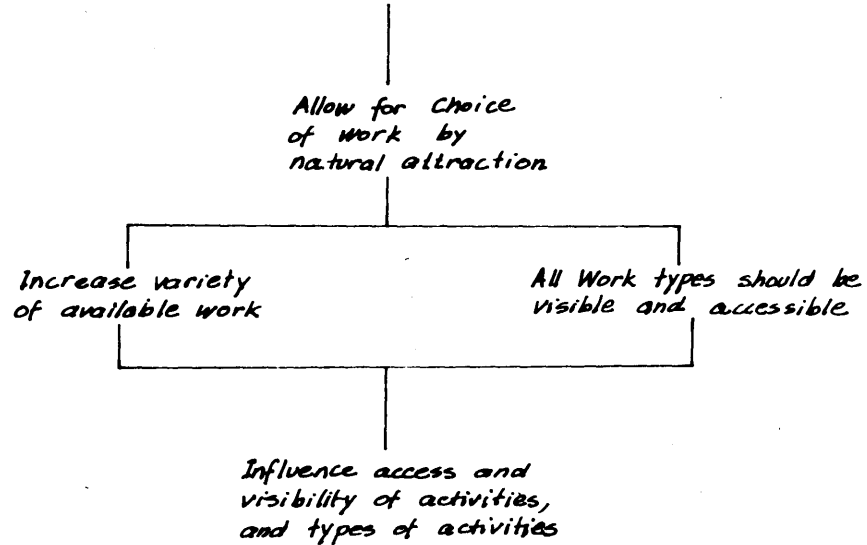 Allow for choice
of work by
natural attraction
Increase variety
of available work
All Work types should be
visible and accessible
Influence access and
visibility of activities,
and types of activities